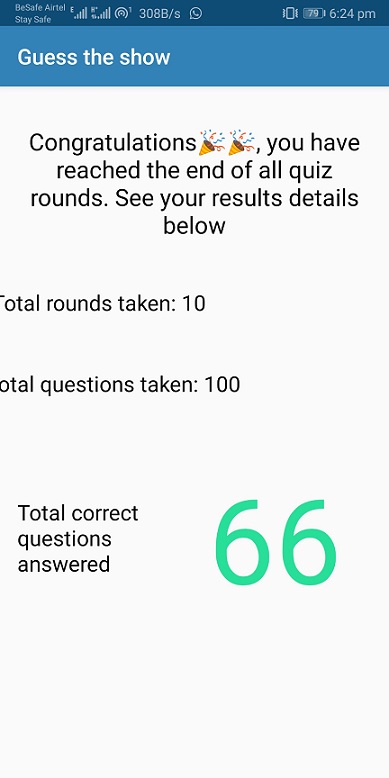 BeSafe Airtel
Stay Safe
308B/s
79
6:24 pm
Guess the show
Congratulations🎉🎉, you have
reached the end of all quiz
rounds. See your results details
below
Total rounds taken: 10
otal questions taken: 100
Total correct
questions
answered
66